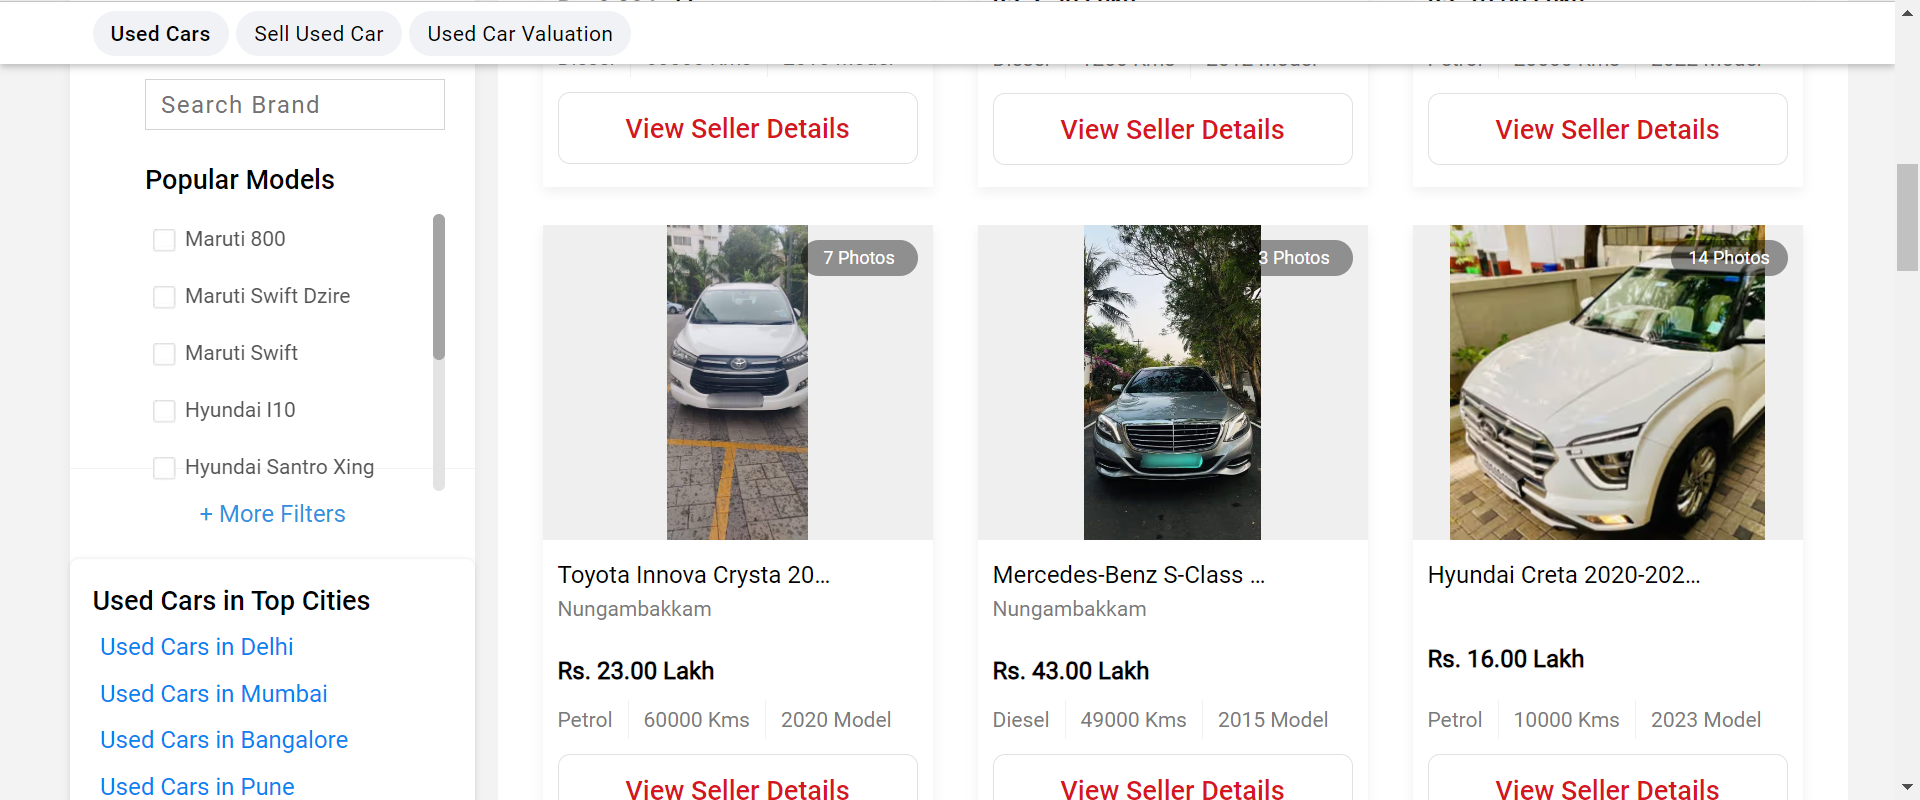 Used Cars
Sell Used Car
Used Car Valuation
Search Brand
Popular Models
Maruti 800
Maruti Swift Dzire
Maruti Swift
Hyundai I10
Hyundai Santro Xing
+ More Filters
Used Cars in Top Cities
Used Cars in Delhi
Used Cars in Mumbai
Used Cars in Bangalore
Used Cars in Pune
View Seller Details
View Seller Details
View Seller Details
7 Photos
3 Photos
14 Photos
Toyota Innova Crysta 20...
Nungambakkam
Rs. 23.00 Lakh
Petrol 60000 Kms 2020 Model
View Seller Details
Mercedes-Benz S-Class ...
Nungambakkam
Rs. 43.00 Lakh
Diesel 49000 Kms 2015 Model
View Seller Details
Hyundai Creta 2020-202...
Rs. 16.00 Lakh
Petrol 10000 Kms 2023 Model
View Seller Details